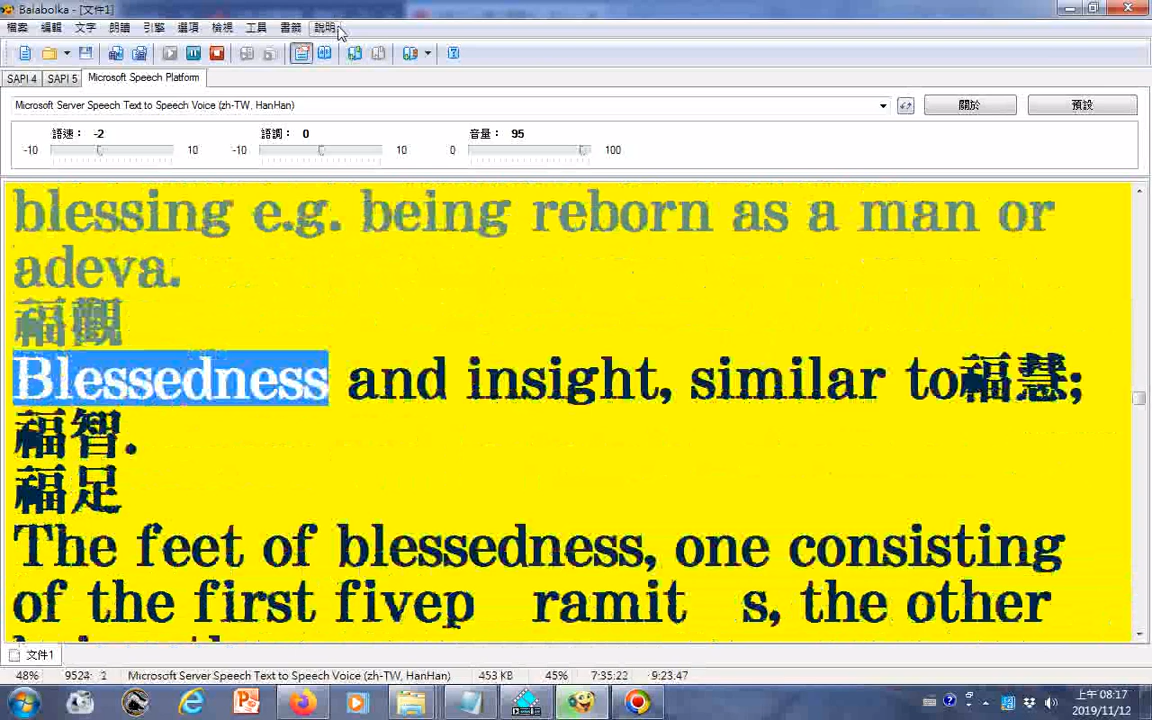 Balabolka - [文件1]
檔案 編輯 文字 朗讀 引擎 選項 檢視 工具 書籤 說明
SAPI 4 SAPI 5 Microsoft Speech Platform
Microsoft Server Speech Text to Speech Voice (zh-TW, HanHan) 關於 預設
語速： -2 語調： 0 音量： 95
-10 10 -10 10 0 100
blessing e.g. being reborn as a man or
adeva.
福觀
Blessedness and insight, similar to福慧;
福智.
福足
The feet of blessedness, one consisting
of the first fivep ramit s, the other
文件1
48% 9524: 1 Microsoft Server Speech Text to Speech Voice (zh-TW, HanHan) 453 KB 45% 7:35:22 9:23.47
上午 08:17
2019/11/12